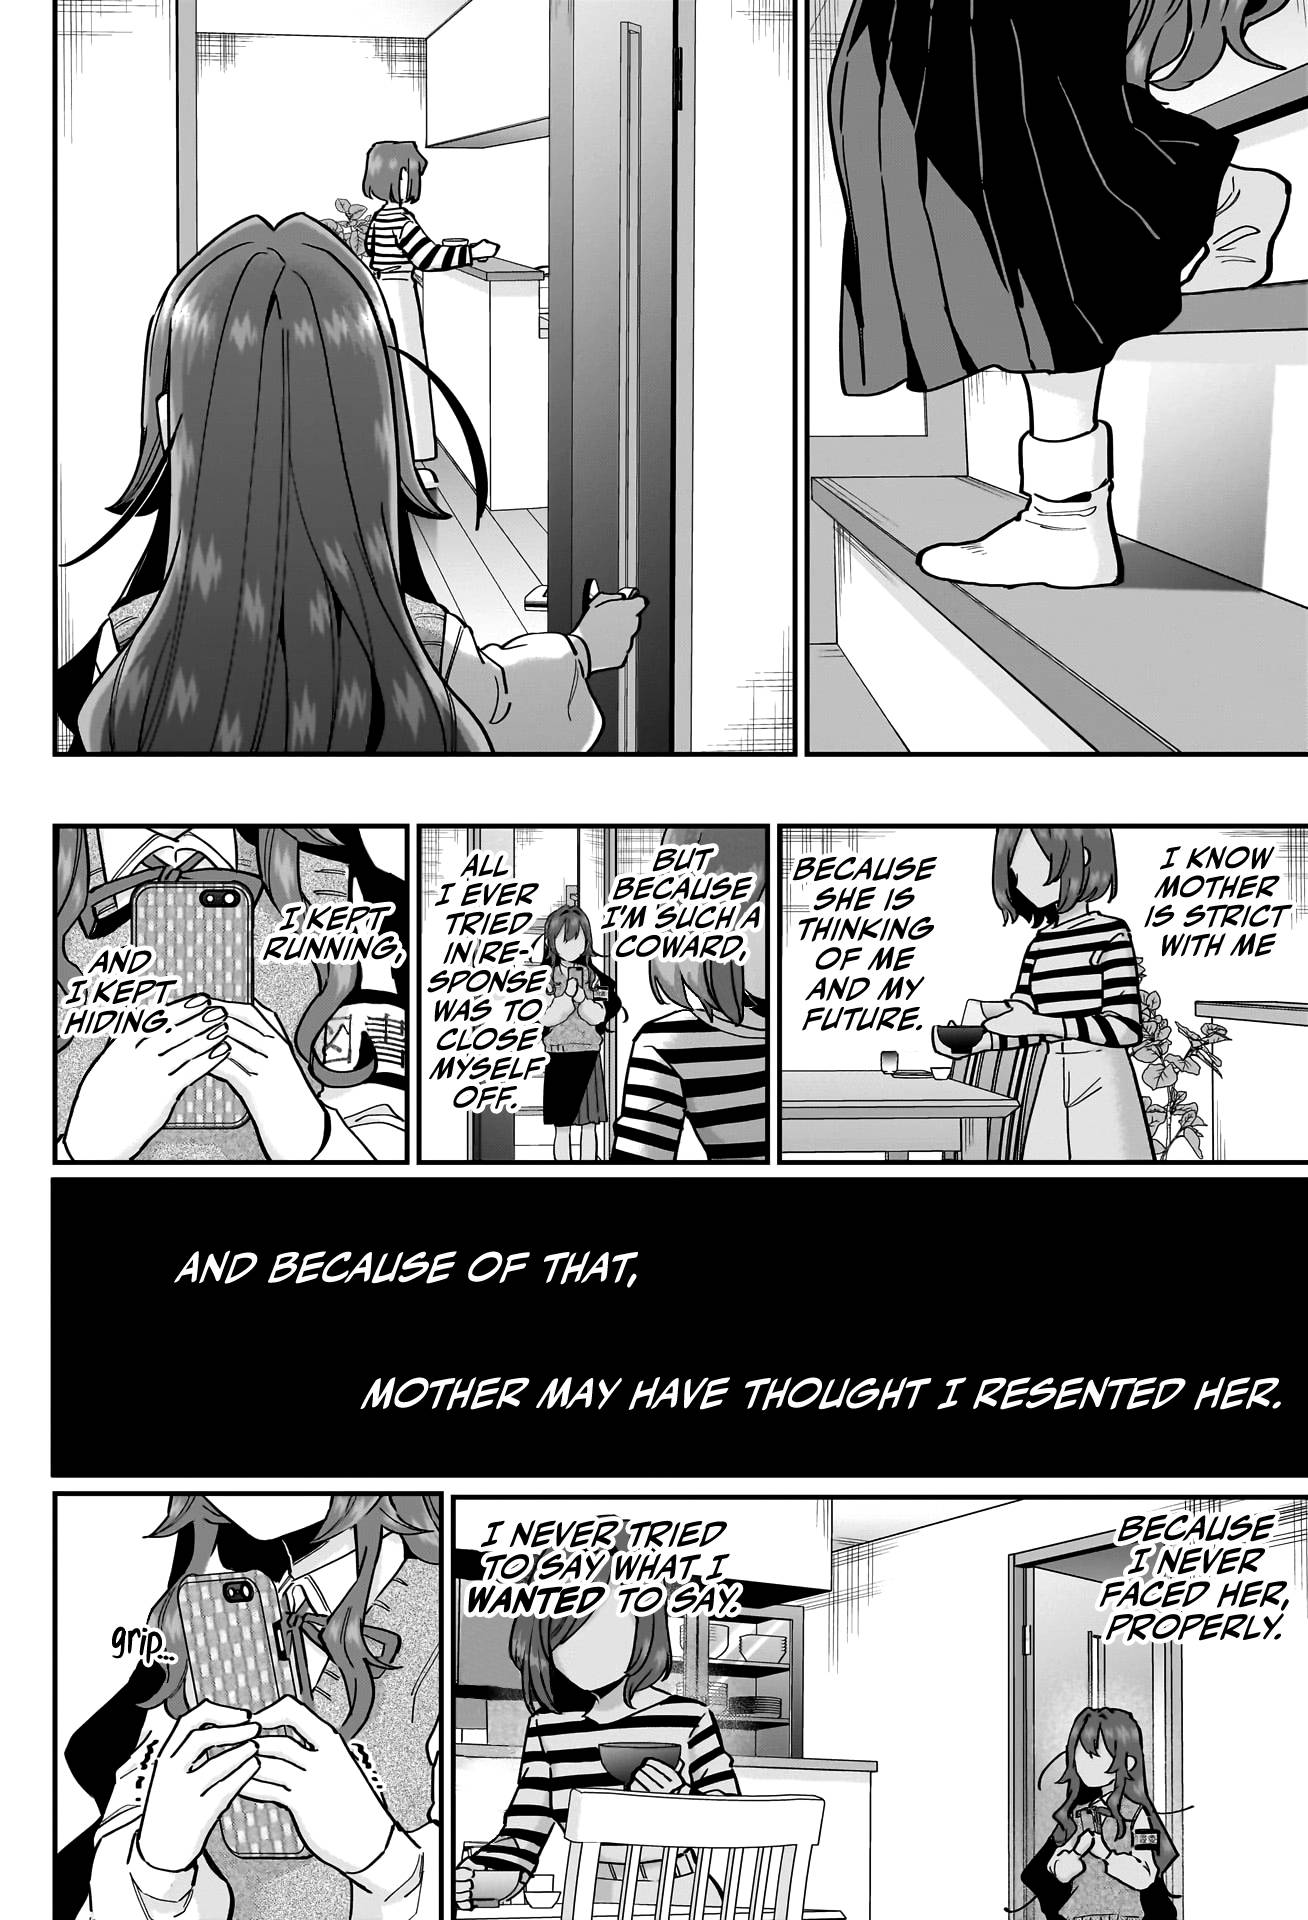 I KNOW
MOTHER
IS STRICT
WITH ME
BECAUSE
SHE IS
THINKING
OF ME
AND MY
FUTURE.
BUT
BECAUSE
I'M SUCH A
COWARD,
ALL
I EVER
TRIED
IN RE-
SPONSE
WAS TO
CLOSE
MYSELF
OFF.
I KEPT
RUNNING,
AND
I KEPT
HIDING.
図書
AND BECAUSE OF THAT,
MOTHER MAY HAVE THOUGHT I RESENTED HER.
BECAUSE
I NEVER
FACED HER,
PROPERLY.
I NEVER TRIED
TO SAY WHAT I
WANTED TO SAY.
grip...